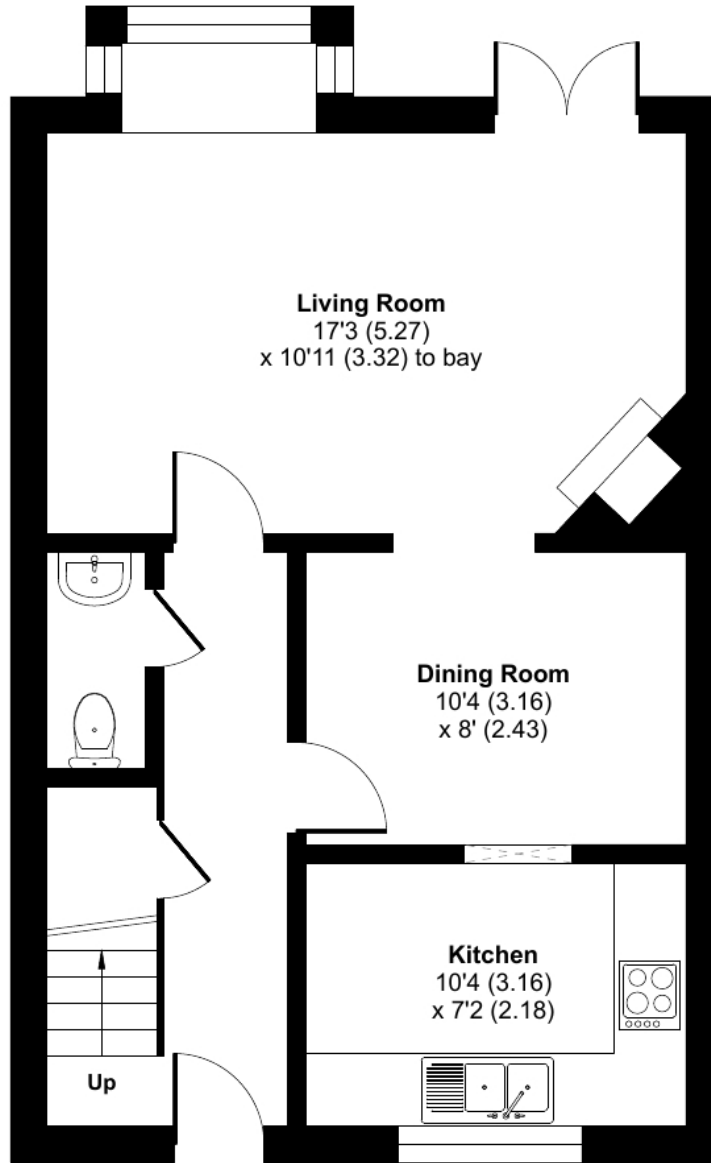 Living Room
17'3 (5.27)
x 10'11 (3.32) to bay
Dining Room
10'4 (3.16)
x 8' (2.43)
Kitchen
10'4 (3.16)
x 7'2 (2.18)
Up